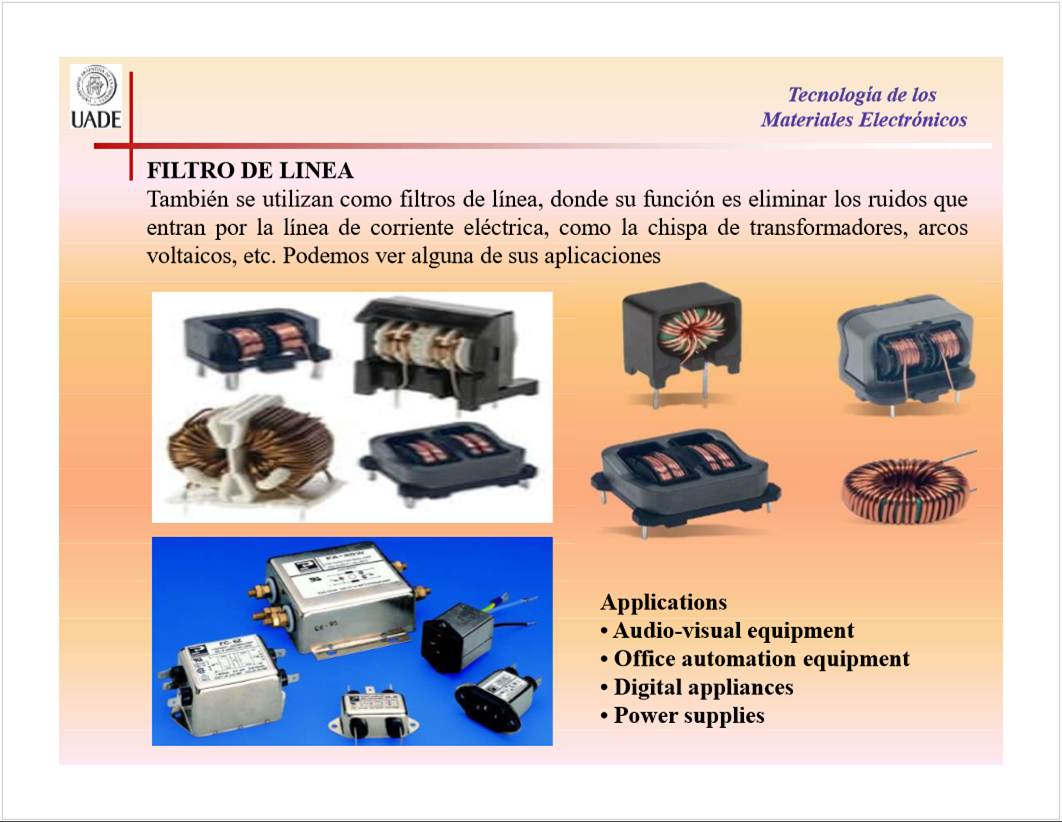 UADE
Tecnología de los
Materiales Electrónicos
FILTRO DE LINEA
También se utilizan como filtros de línea, donde su función es eliminar los ruidos que
entran por la línea de corriente eléctrica, como la chispa de transformadores, arcos
voltaicos, etc. Podemos ver alguna de sus aplicaciones
Applications
• Audio-visual equipment
• Office automation equipment
• Digital appliances
• Power supplies